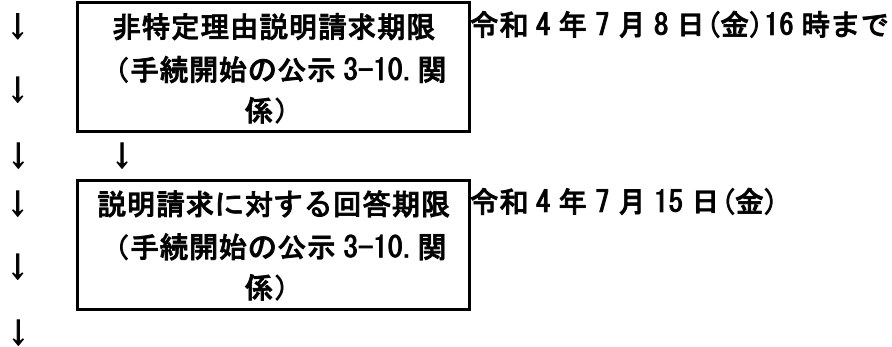 ↓ 非特定理由説明請求期限 令和4年7月8日(金)16時まで
(手続開始の公示3-10.関
↓
係)
↓ ↓
↓ 説明請求に対する回答期限 令和4年7月15日(金)
(手続開始の公示3-10.関
↓
係)
↓